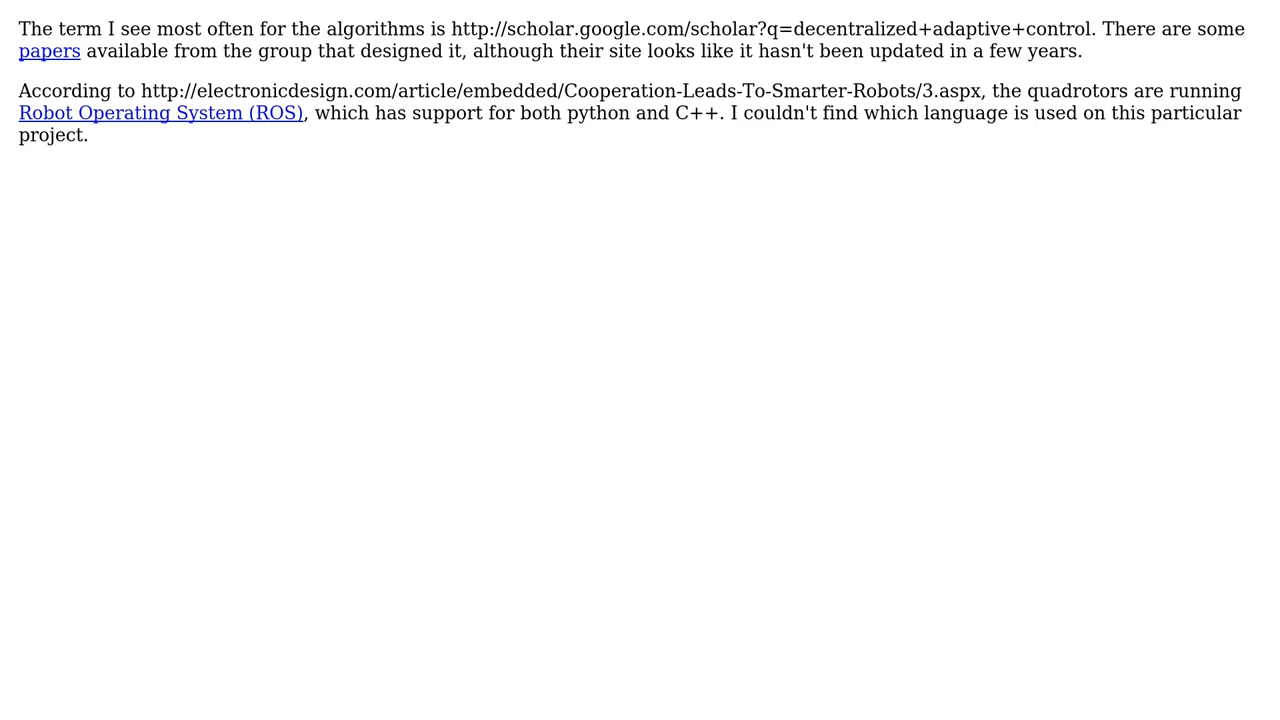 The term I see most often for the algorithms is http://scholar.google.com/scholar?q=decentralized+adaptive+control. There are some
papers available from the group that designed it, although their site looks like it hasn't been updated in a few years.
According to http://electronicdesign.com/article/embedded/Cooperation-Leads-To-Smarter-Robots/3.aspx, the quadrotors are running
Robot Operating System (ROS), which has support for both python and C++. I couldn't find which language is used on this particular
project.